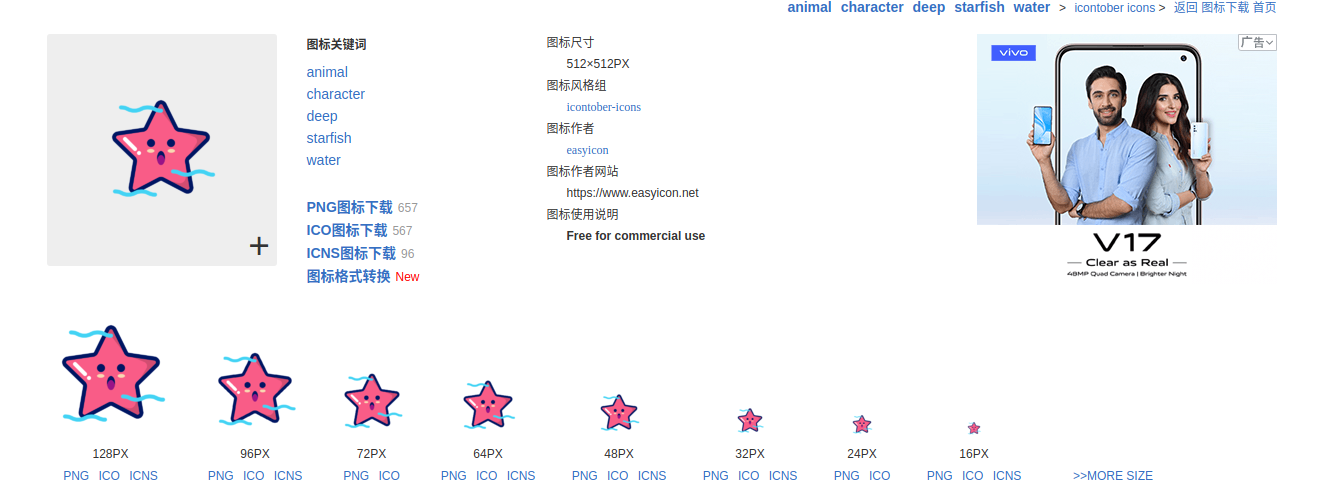 animal character deep starfish water > icontober icons > 返回 图标下载 首页
图标关键词
animal
character
deep
starfish
water
PNG图标下载 657
ICO图标下载 567
ICNS图标下载 96
图标格式转换 New
图标尺寸
512×512PX
图标风格组
icontober-icons
图标作者
easyicon
图标作者网站
https://www.easyicon.net
图标使用说明
Free for commercial use
广告
vivo
V17
Clear as Real
48MP Quad Camera | Brighter Night
128PX 96PX 72PX 64PX 48PX 32PX 24PX 16PX
PNG ICO ICNS PNG ICO ICNS PNG ICO PNG ICO ICNS PNG ICO ICNS PNG ICO ICNS PNG ICO PNG ICO ICNS >>MORE SIZE